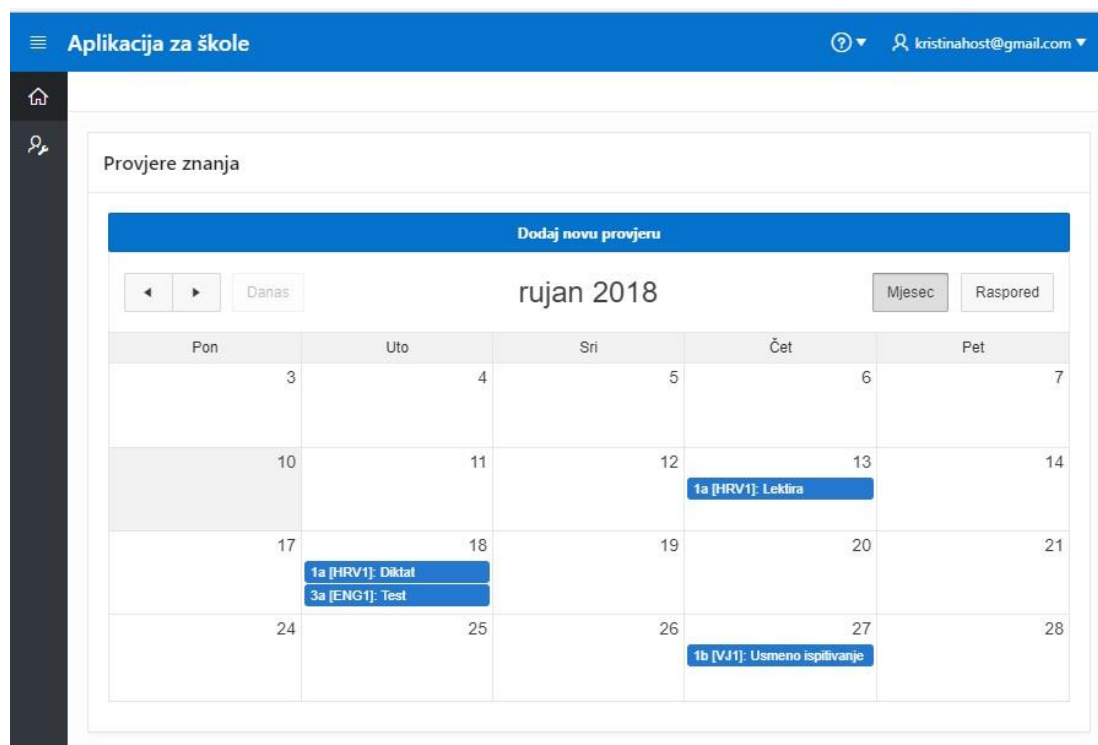 Aplikacija za škole
kristinahost@gmail.com
Provjere znanja
Dodaj novu provjeru
Danas
rujan 2018
Mjesec
Raspored
Pon Uto Sri Čet Pet
3 4 5 6 7
10 11 12 13 14
1a [HRV1]: Lektira
17 18 19 20 21
1a [HRV1]: Diktat
3a [ENG1]: Test
24 25 26 27 28
1b [VJ1]: Usmeno ispitivanje